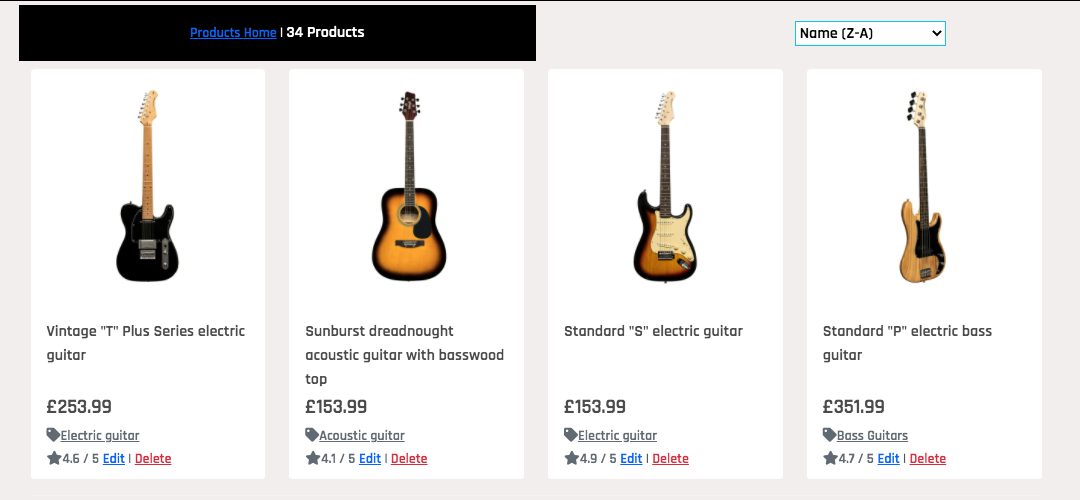 Products Home | 34 Products
Name (Z-A)
Vintage "T" Plus Series electric
guitar
£253.99
Electric guitar
4.6 / 5 Edit | Delete
Sunburst dreadnought
acoustic guitar with basswood
top
£153.99
Acoustic guitar
4.1 / 5 Edit | Delete
Standard "S" electric guitar
£153.99
Electric guitar
4.9 / 5 Edit | Delete
Standard "P" electric bass
guitar
£351.99
Bass Guitars
4.7 / 5 Edit | Delete